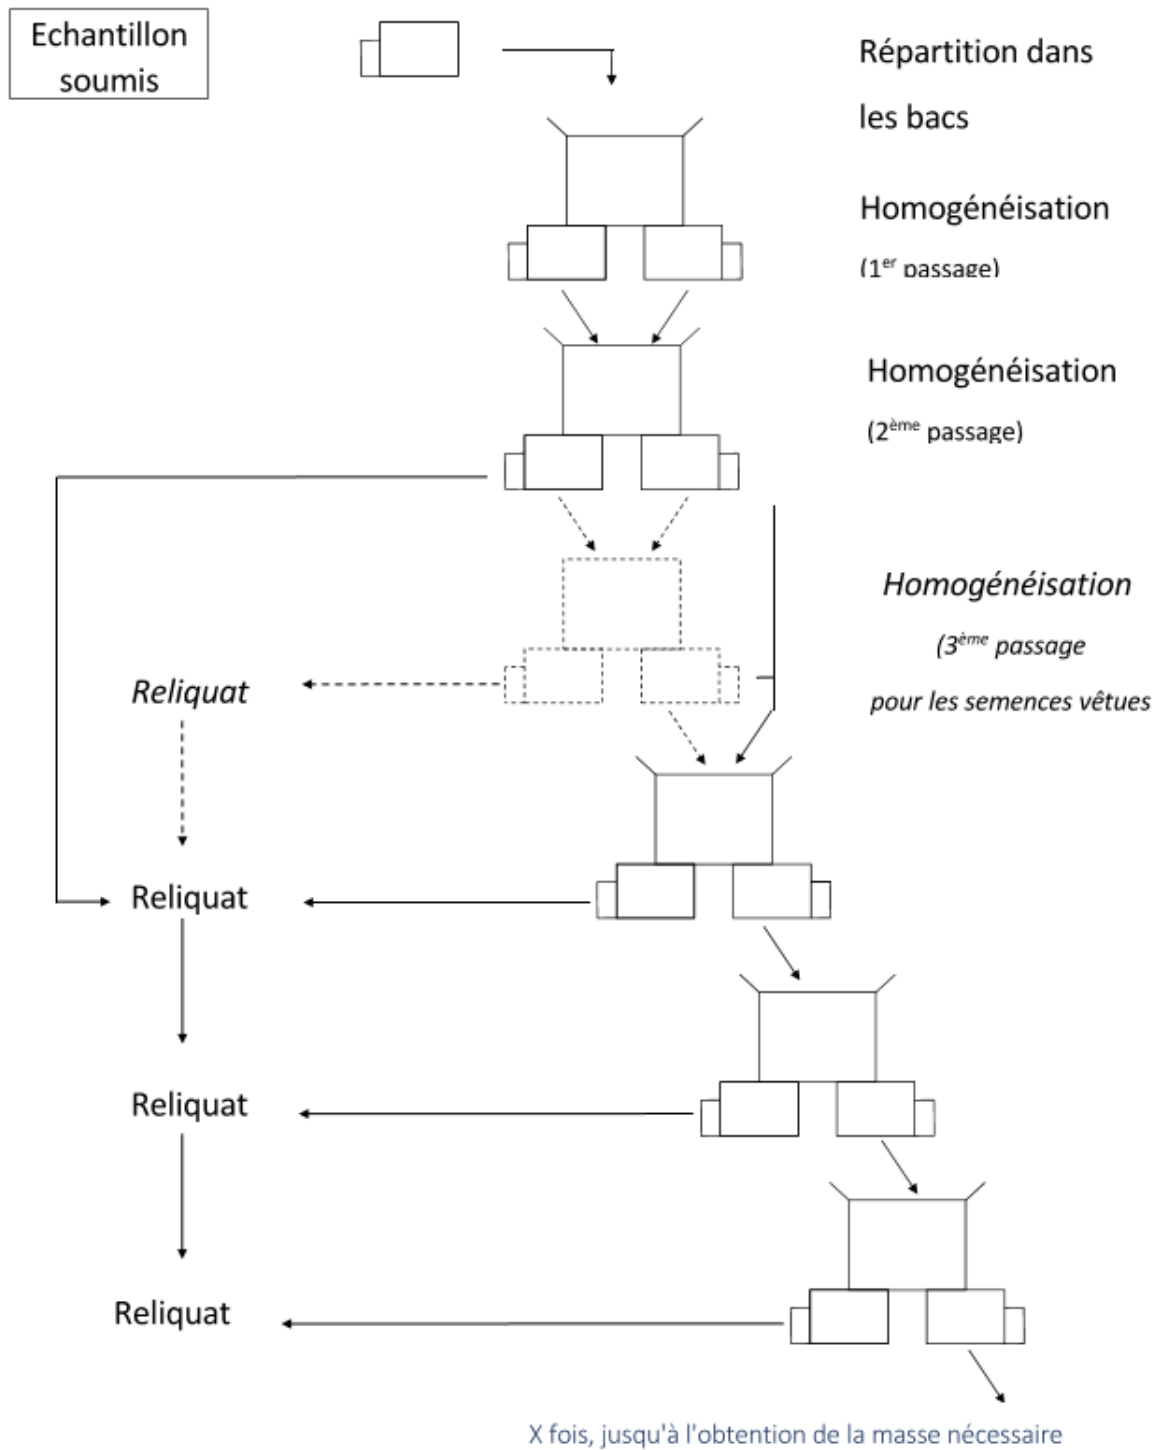 Echantillon
soumis
Répartition dans
les bacs
Homogénéisation
(1er passage)
Homogénéisation
(2ème passage)
Homogénéisation
(3ème passage
pour les semences vêtues
Reliquat
Reliquat
Reliquat
Reliquat
X fois, jusqu'à l'obtention de la masse nécessaire